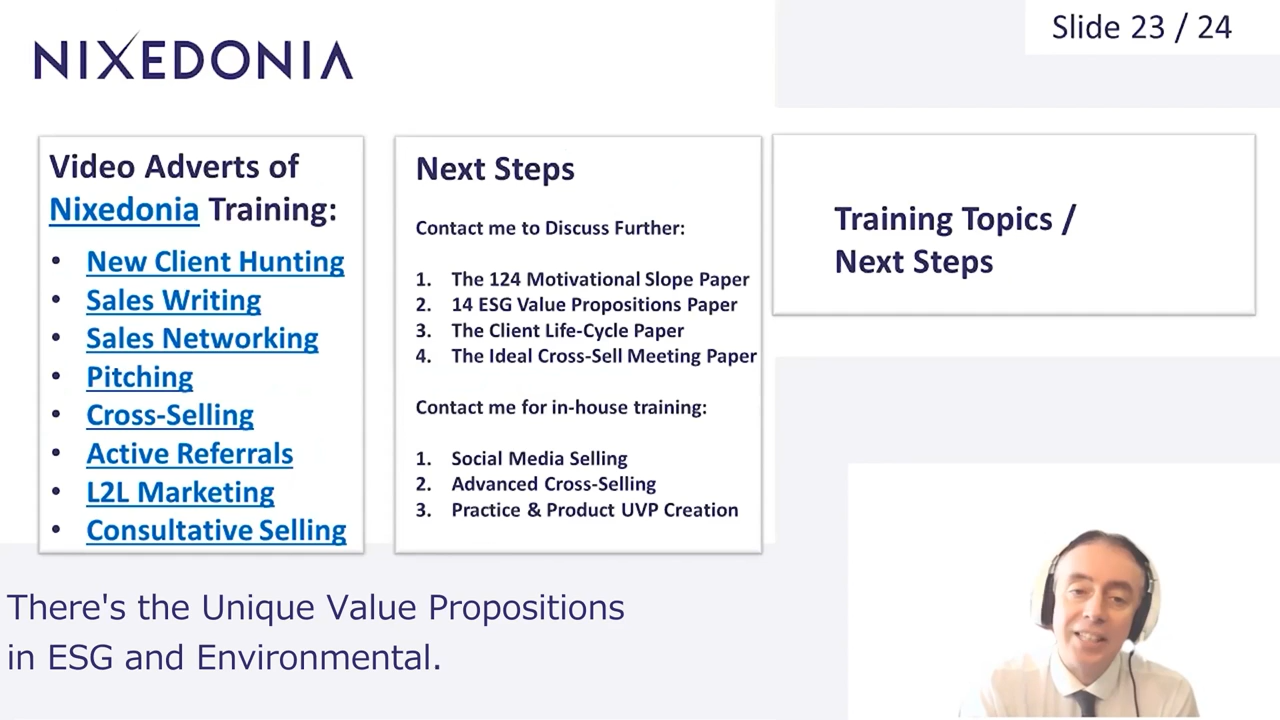 NIXEDONIA
Slide 23 / 24
Video Adverts of
Nixedonia Training:
• New Client Hunting
• Sales Writing
• Sales Networking
• Pitching
• Cross-Selling
• Active Referrals
• L2L Marketing
• Consultative Selling
Next Steps
Contact me to Discuss Further:
1. The 124 Motivational Slope Paper
2. 14 ESG Value Propositions Paper
3. The Client Life-Cycle Paper
4. The Ideal Cross-Sell Meeting Paper
Contact me for in-house training:
1. Social Media Selling
2. Advanced Cross-Selling
3. Practice & Product UVP Creation
Training Topics /
Next Steps
There's the Unique Value Propositions
in ESG and Environmental.